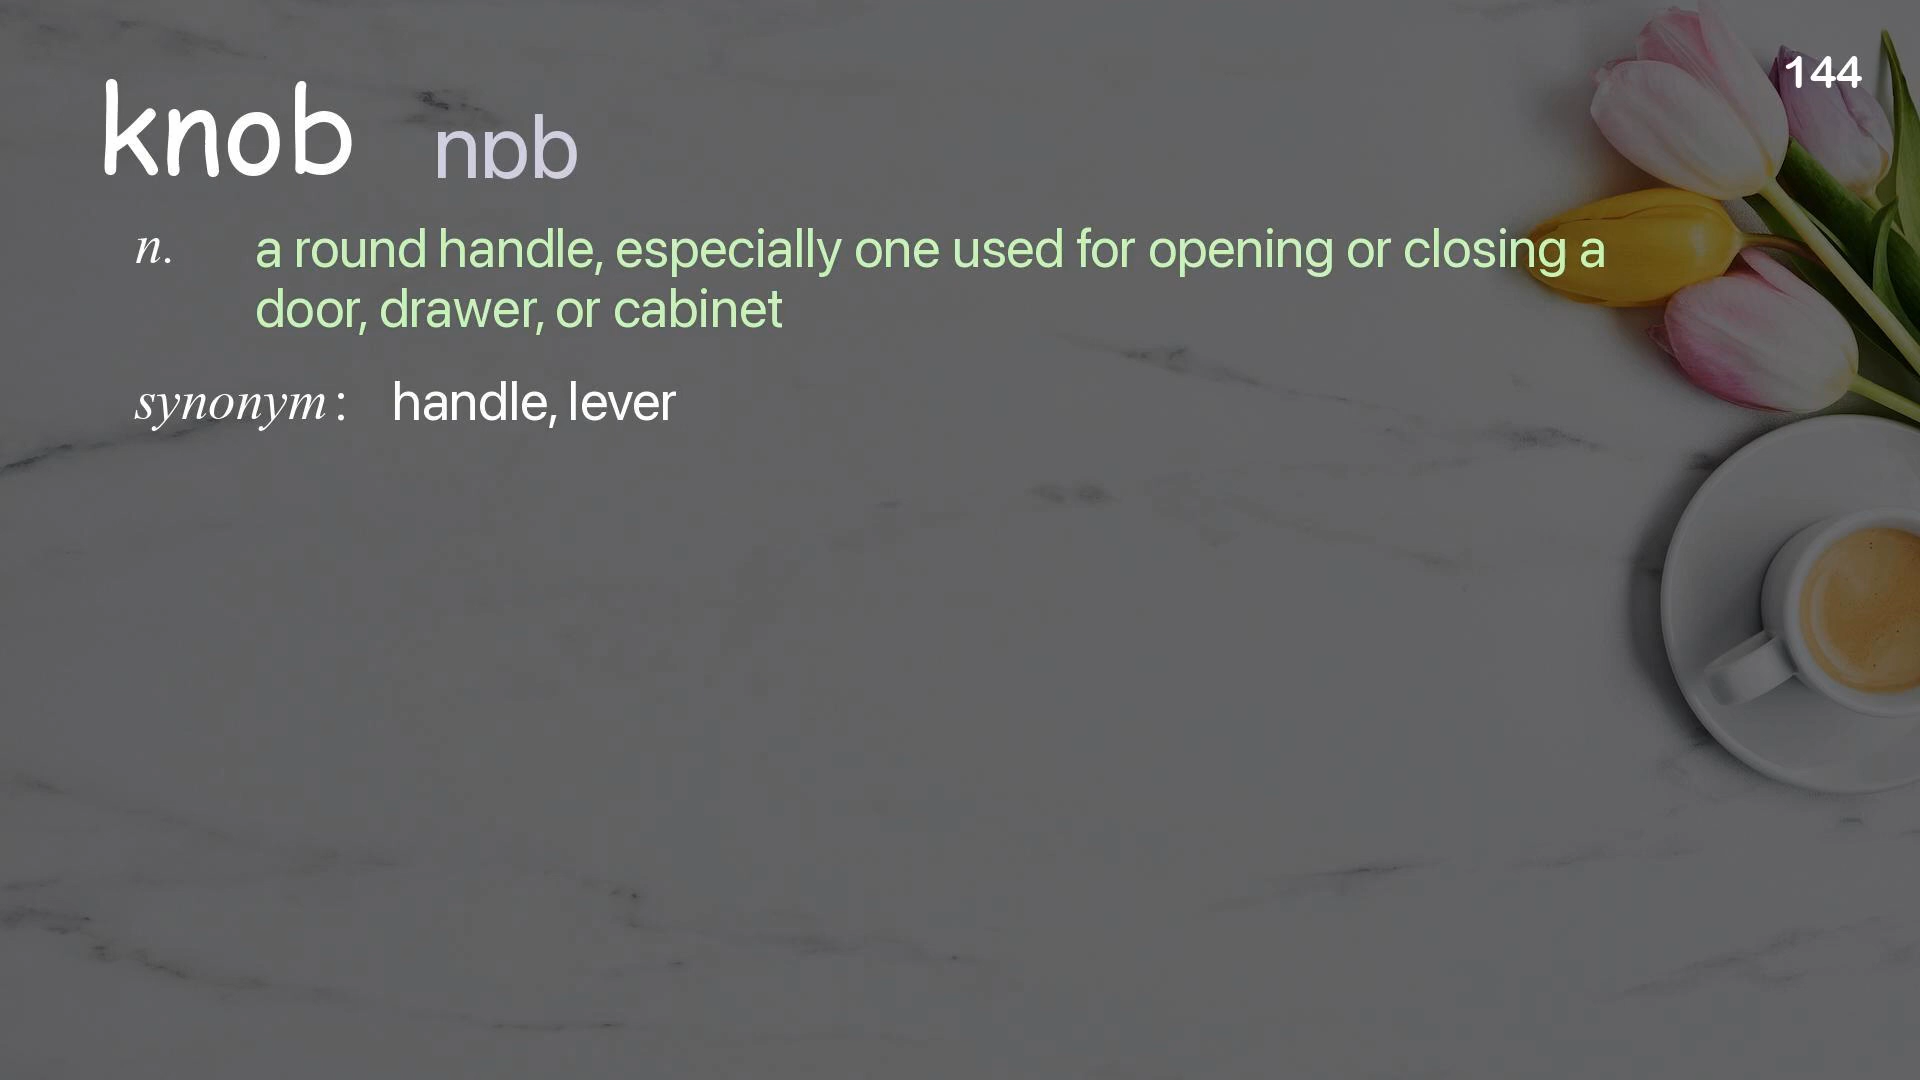 144
knob nɒb
n. a round handle, especially one used for opening or closing a
door, drawer, or cabinet
synonym: handle, lever